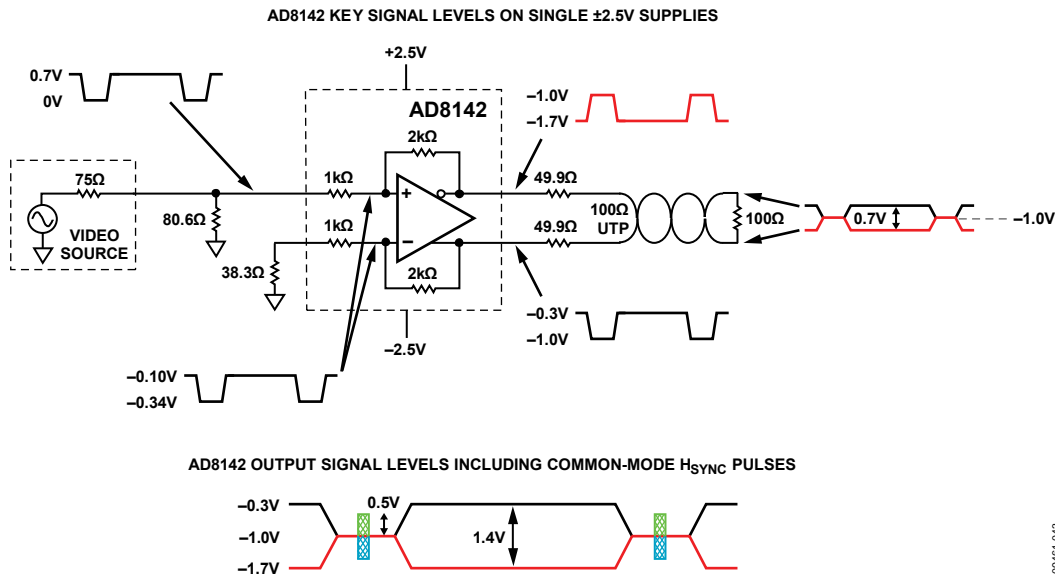 AD8142 KEY SIGNAL LEVELS ON SINGLE ±2.5V SUPPLIES
+2.5V
0.7V
0V
AD8142
–1.0V
–1.7V
2kΩ
75Ω
1kΩ
49.9Ω
80.6Ω
VIDEO
SOURCE
1kΩ
100Ω
UTP
100Ω
0.7V
–1.0V
49.9Ω
38.3Ω
2kΩ
–2.5V
–0.3V
–1.0V
–0.10V
–0.34V
AD8142 OUTPUT SIGNAL LEVELS INCLUDING COMMON-MODE HSYNC PULSES
–0.3V
0.5V
–1.0V
1.4V
–1.7V